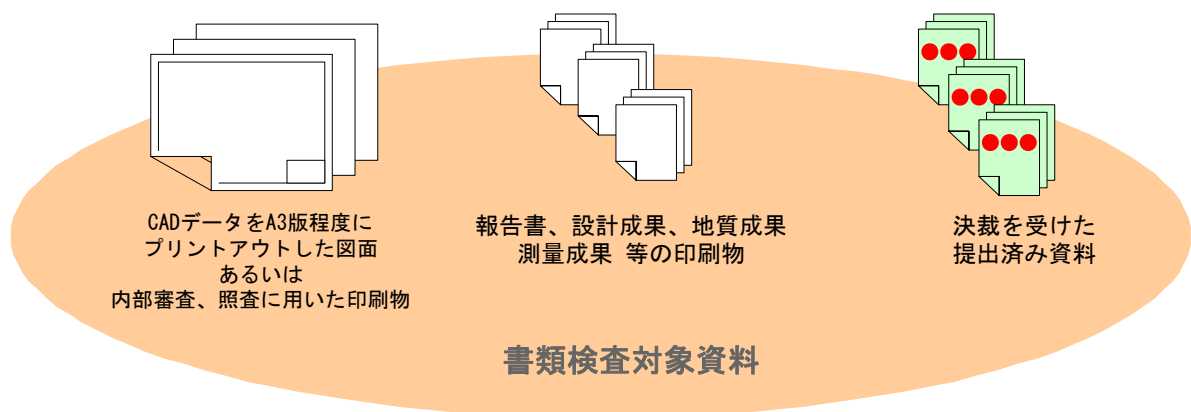 CADデータをA3版程度に
プリントアウトした図面
あるいは
内部審査、照査に用いた印刷物
報告書、設計成果、地質成果
測量成果 等の印刷物
決裁を受けた
提出済み資料
書類検査対象資料